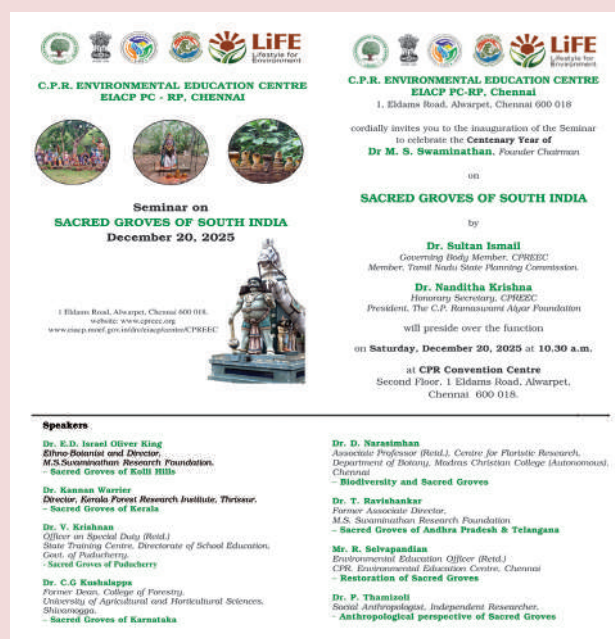 LiFE
Lifestyle for
Environment
C.P.R. ENVIRONMENTAL EDUCATION CENTRE
EIACP PC - RP, CHENNAI
Seminar on
SACRED GROVES OF SOUTH INDIA
December 20, 2025
1 Eldams Road, Alwarpet, Chennai 600 018.
website: www.cpreec.org
www.eiacp.moef.gov.in/dro/eiacp/centre/CPREEC
LiFE
Lifestyle for
Environment
C.P.R. ENVIRONMENTAL EDUCATION CENTRE
EIACP PC-RP, Chennai
1, Eldams Road, Alwarpet, Chennai 600 018
cordially invites you to the inauguration of the Seminar
to celebrate the Centenary Year of
Dr M. S. Swaminathan, Founder Chairman
on
SACRED GROVES OF SOUTH INDIA
by
Dr. Sultan Ismail
Governing Body Member, CPREEC
Member, Tamil Nadu State Planning Commission
Dr. Nanditha Krishna
Honorary Secretary, CPREEC
President, The C.P. Ramaswami Aiyar Foundation
will preside over the function
on Saturday, December 20, 2025 at 10.30 a.m.
at CPR Convention Centre
Second Floor, 1 Eldams Road, Alwarpet,
Chennai 600 018.
Speakers
Dr. E.D. Israel Oliver King
Ethno-Botanist and Director,
M.S.Swaminathan Research Foundation.
– Sacred Groves of Kolli Hills
Dr. Kannan Warrier
Director, Kerala Forest Research Institute, Thrissur.
– Sacred Groves of Kerala
Dr. V. Krishnan
Officer on Special Duty (Retd.)
State Training Centre, Directorate of School Education,
Govt. of Puducherry.
- Sacred Groves of Puducherry
Dr. C.G Kushalappa
Former Dean, College of Forestry,
University of Agricultural and Horticultural Sciences,
Shivamogga.
– Sacred Groves of Karnataka
Dr. D. Narasimhan
Associate Professor (Retd.), Centre for Floristic Research,
Department of Botany, Madras Christian College (Autonomous),
Chennai
– Biodiversity and Sacred Groves
Dr. T. Ravishankar
Former Associate Director,
M.S. Swaminathan Research Foundation
– Sacred Groves of Andhra Pradesh & Telangana
Mr. R. Selvapandian
Environmental Education Officer (Retd.)
CPR. Environmental Education Centre, Chennai
– Restoration of Sacred Groves
Dr. P. Thamizoli
Social Anthropologist, Independent Researcher,
– Anthropological perspective of Sacred Groves